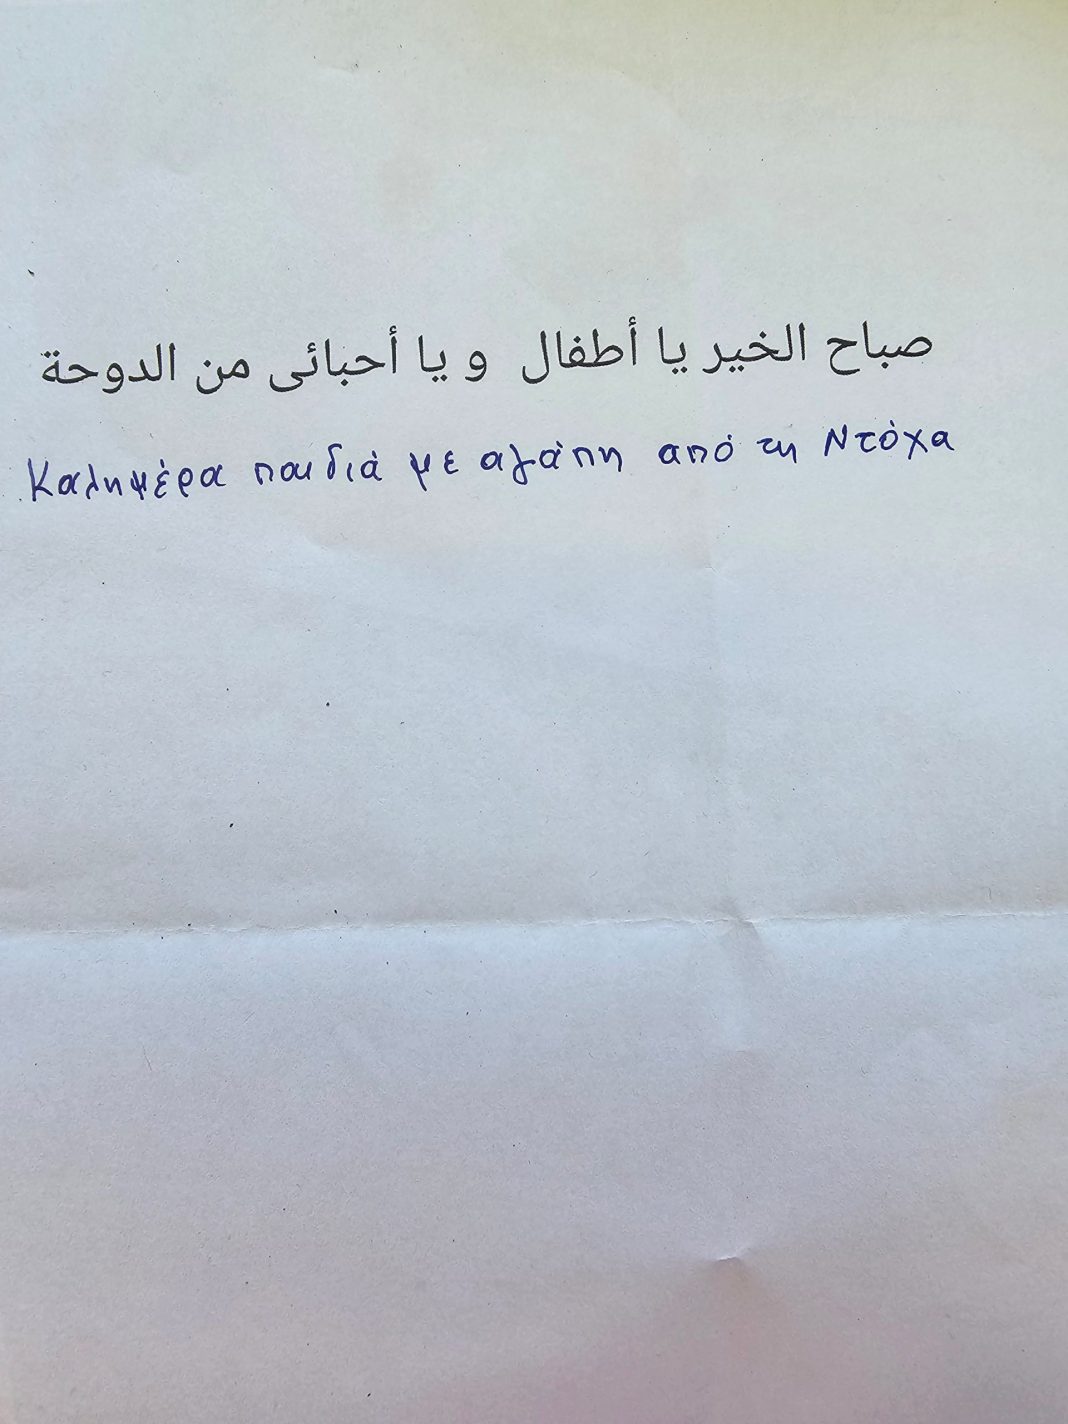 صباح الخير يا أطفال و يا أحبائى من الدوحة
Καλημέρα παιδιά με αγάπη από τη Ντόχα